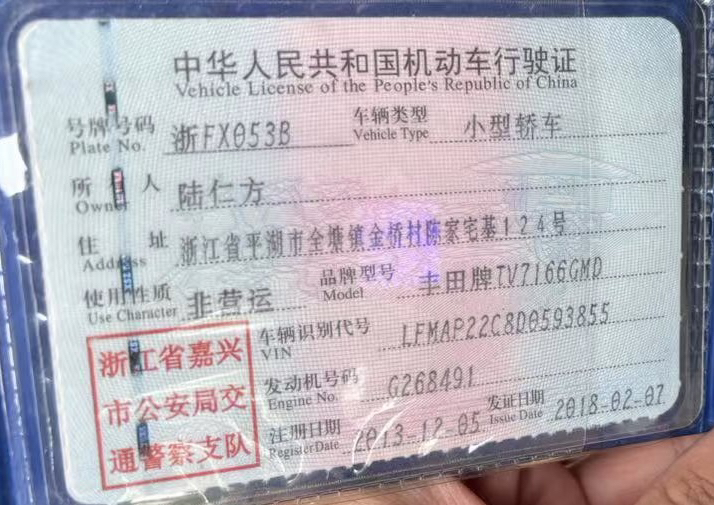 中华人民共和国机动车行驶证
Vehicle License of the People's Republic of China
号牌号码 浙FX053B 车辆类型 小型轿车
Plate No. Vehicle Type
所有人 陆仁方
Owner
住址 浙江省平湖市全塘镇金桥村陈家宅基124号
Address
使用性质 非营运 品牌型号 丰田牌TV7166GMD
Use Character Model
浙江省嘉兴
市公安局交
通警察支队
车辆识别代号 LFMAP22C8D0593855
VIN
发动机号码 G268491
Engine No.
注册日期 2013-12-05 发证日期 2018-02-07
Register Date Issue Date